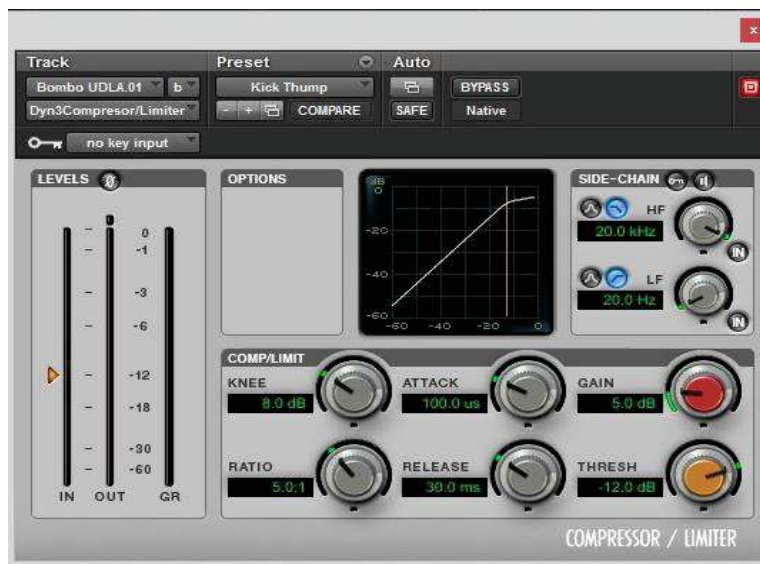 Track Preset Auto
Bombo UDLA.01 b Kick Thump BYPASS
Dyn3Compresor/Limiter - + COMPARE SAFE Native
no key input
LEVELS Ø OPTIONS SIDE-CHAIN
dB
0
-20
-40
-60
-60 -40 -20 0
HF
20.0 kHz
IN
LF
20.0 Hz
IN
0
-1
-3
-6
-12
-18
-30
-60
IN OUT GR
COMP/LIMIT
KNEE ATTACK GAIN
8.0 dB 100.0 us 5.0 dB
RATIO RELEASE THRESH
5.0:1 30.0 ms -12.0 dB
COMPRESSOR / LIMITER